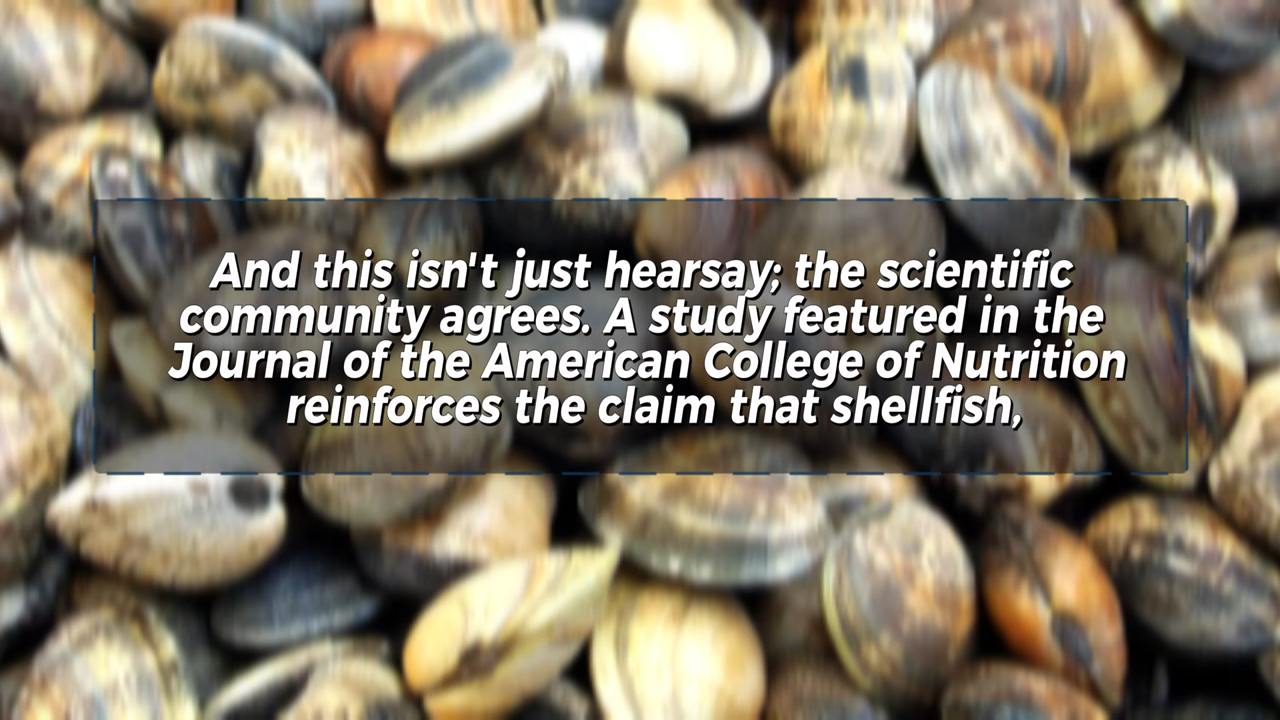 And this isn't just hearsay; the scientific
community agrees. A study featured in the
Journal of the American College of Nutrition
reinforces the claim that shellfish,